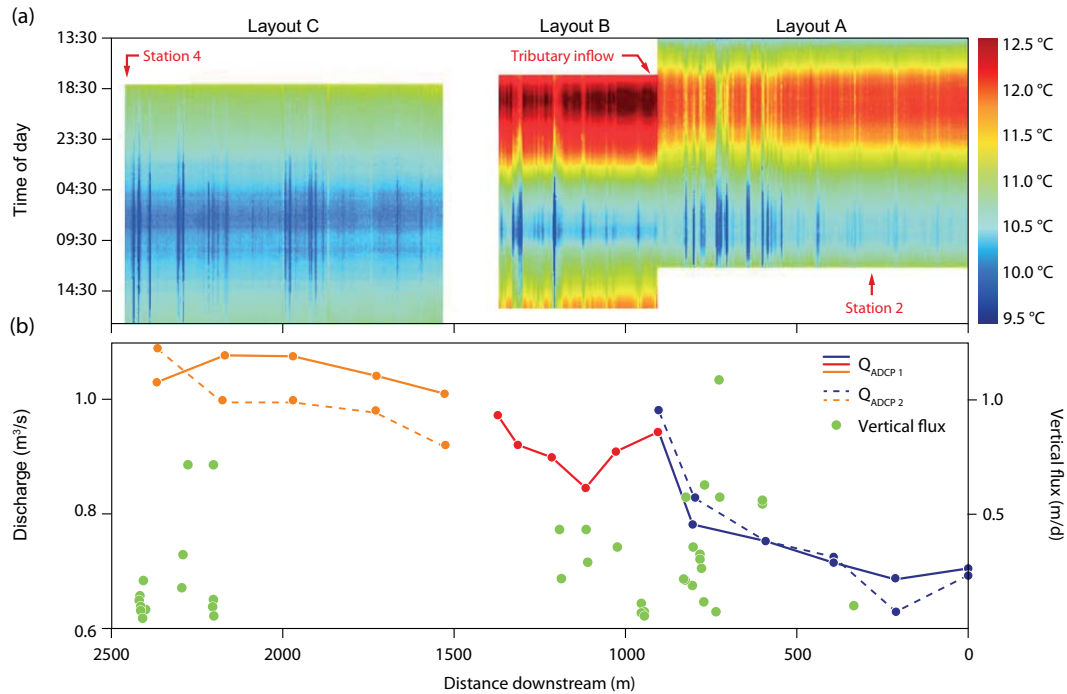 (a)
Layout C
Layout B
Layout A
13:30
18:30
23:30
04:30
09:30
14:30
Time of day
Station 4
Tributary inflow
Station 2
12.5 °C
12.0 °C
11.5 °C
11.0 °C
10.5 °C
10.0 °C
9.5 °C
(b)
1.0
0.8
0.6
Discharge (m³/s)
Q ADCP 1
Q ADCP 2
Vertical flux
1.0
0.5
Vertical flux (m/d)
2500
2000
1500
1000
500
0
Distance downstream (m)